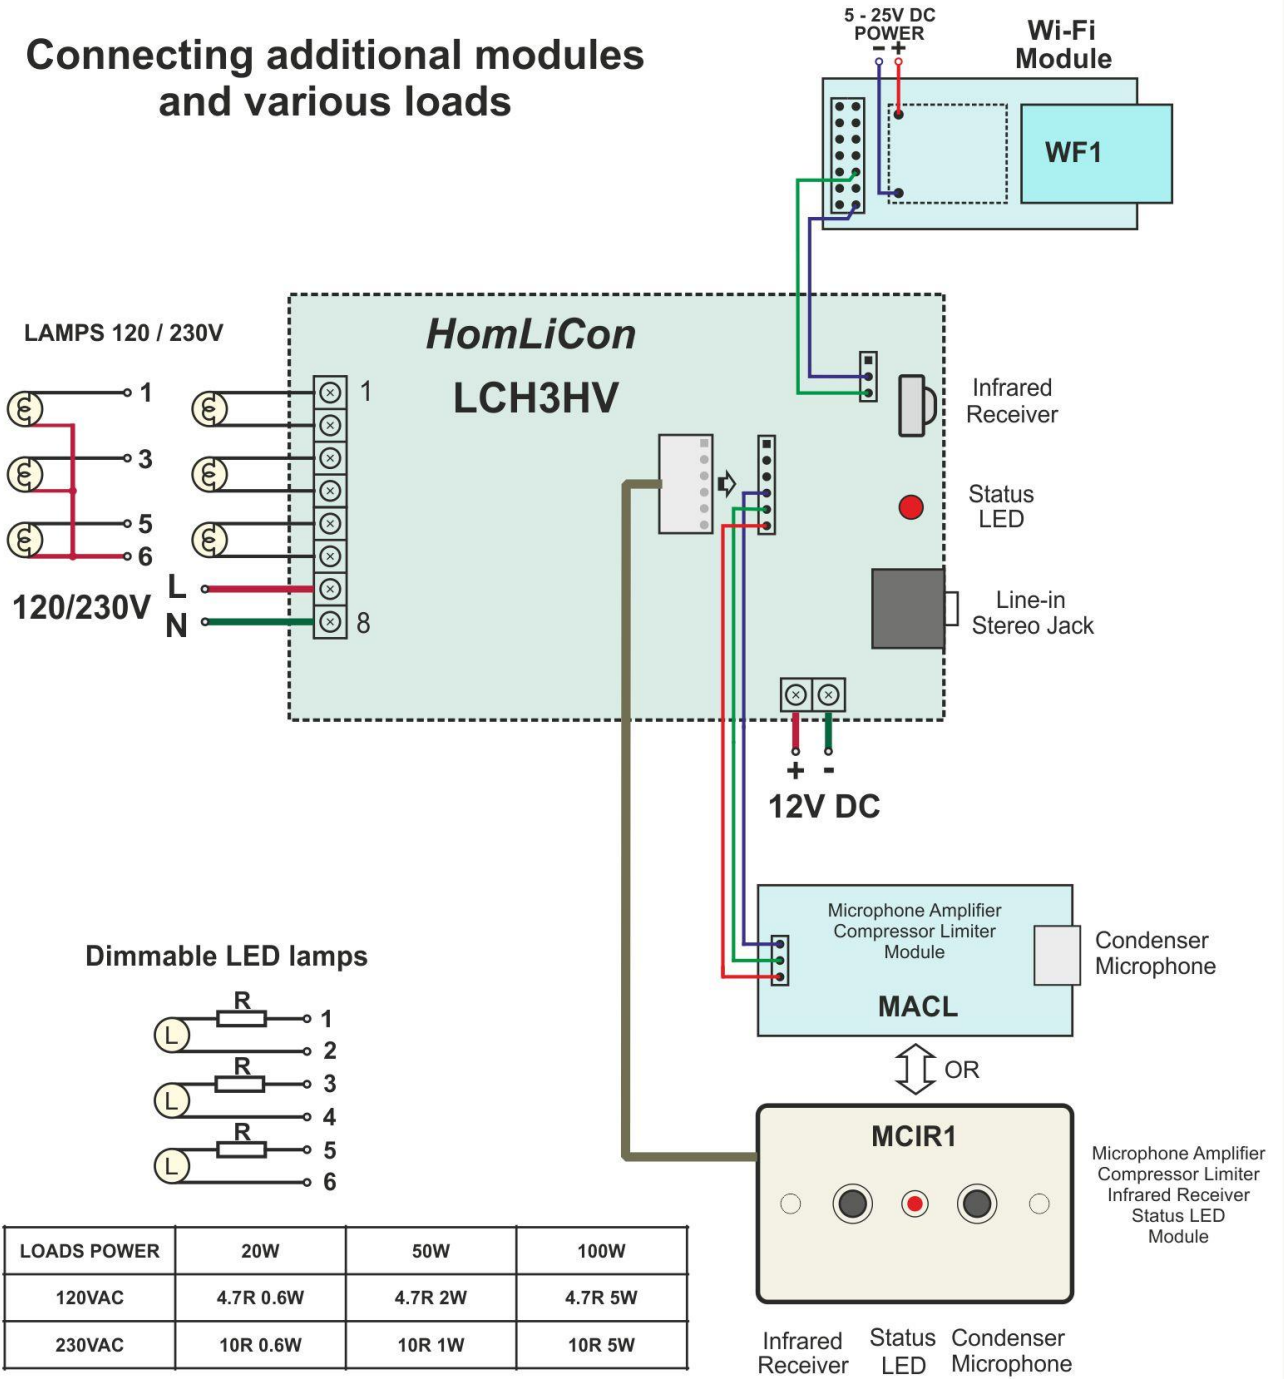 Connecting additional modules
and various loads
5 - 25V DC
POWER
- +
Wi-Fi
Module
WF1
LAMPS 120 / 230V
1
3
5
6
120/230V
L
N
HomLiCon
LCH3HV
1
8
Infrared
Receiver
Status
LED
Line-in
Stereo Jack
+ -
12V DC
Microphone Amplifier
Compressor Limiter
Module
MACL
Condenser
Microphone
OR
Dimmable LED lamps
R
L
1
2
R
L
3
4
R
L
5
6
MCIR1
Microphone Amplifier
Compressor Limiter
Infrared Receiver
Status LED
Module
Infrared
Receiver
Status
LED
Condenser
Microphone
LOADS POWER 20W 50W 100W
120VAC 4.7R 0.6W 4.7R 2W 4.7R 5W
230VAC 10R 0.6W 10R 1W 10R 5W